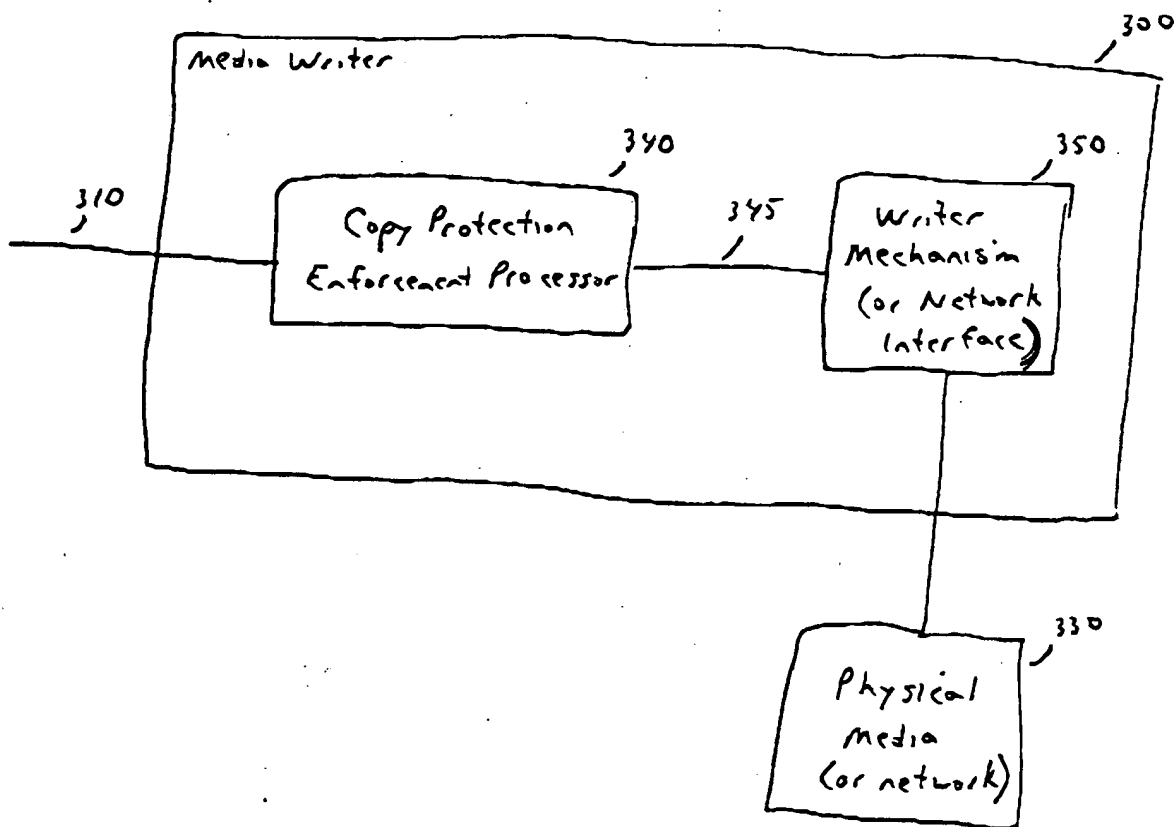 300
Media Writer
340
350
310
345
Copy Protection
Enforcement Processor
Writer
Mechanism
(or Network
Interface)
330
Physical
Media
(or network)